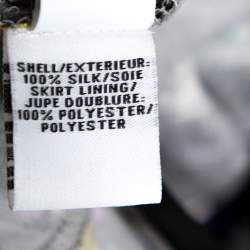 SHELL/EXTERIEUR:
100% SILK/SOIE
SKIRT LINING/
JUPE DOUBLURE:
100% POLYESTER/
POLYESTER